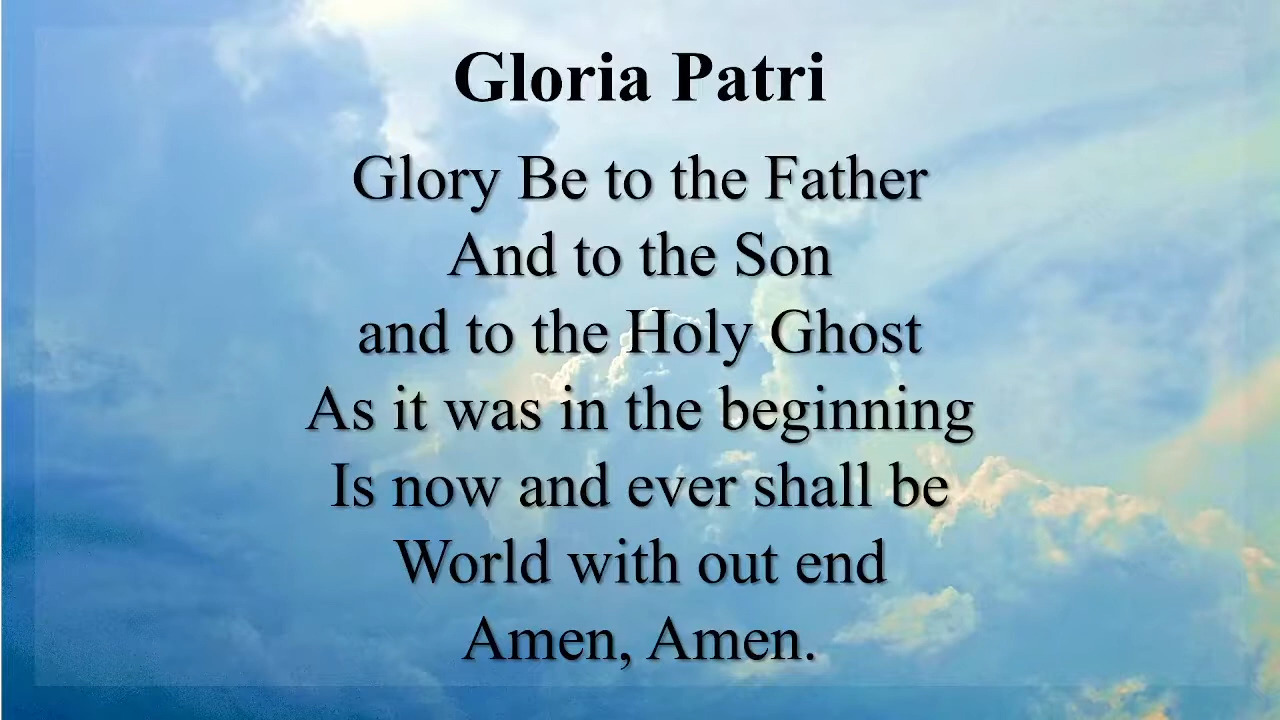 Gloria Patri
Glory Be to the Father
And to the Son
and to the Holy Ghost
As it was in the beginning
Is now and ever shall be
World with out end
Amen, Amen.